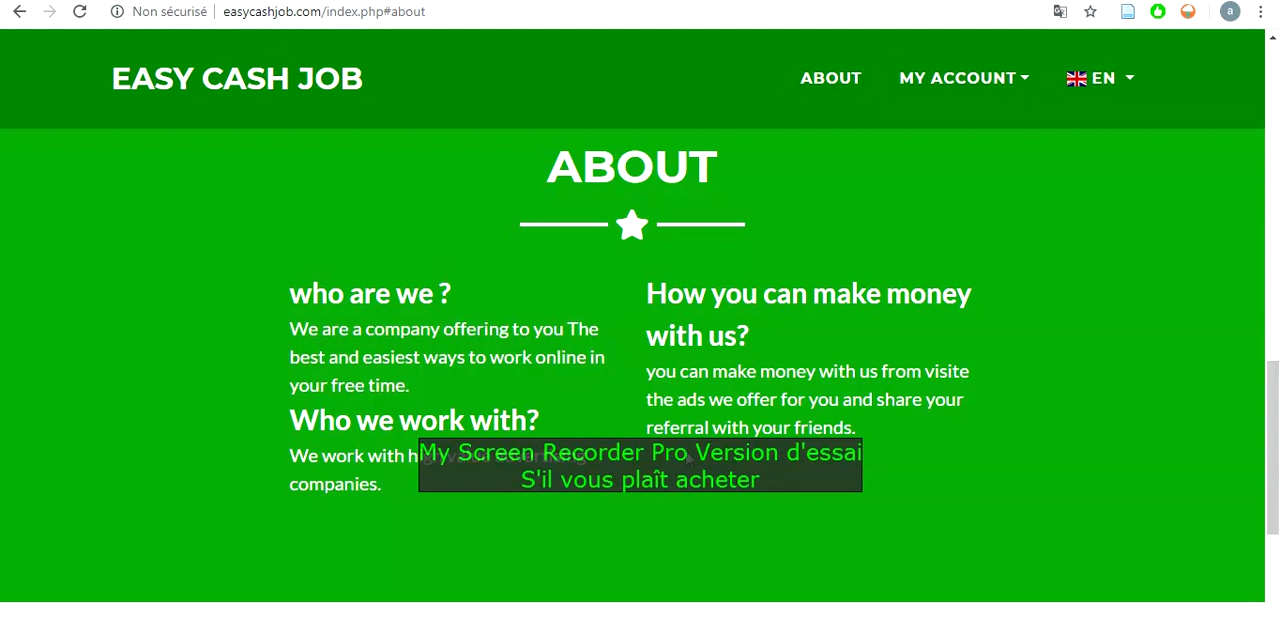 Non sécurisé
easycashjob.com/index.php#about
a
EASY CASH JOB
ABOUT
MY ACCOUNT
EN
ABOUT
who are we ?
We are a company offering to you The
best and easiest ways to work online in
your free time.
Who we work with?
We work with high value advertising
companies.
How you can make money
with us?
you can make money with us from visite
the ads we offer for you and share your
referral with your friends.
My Screen Recorder Pro Version d'essai
S'il vous plaît acheter